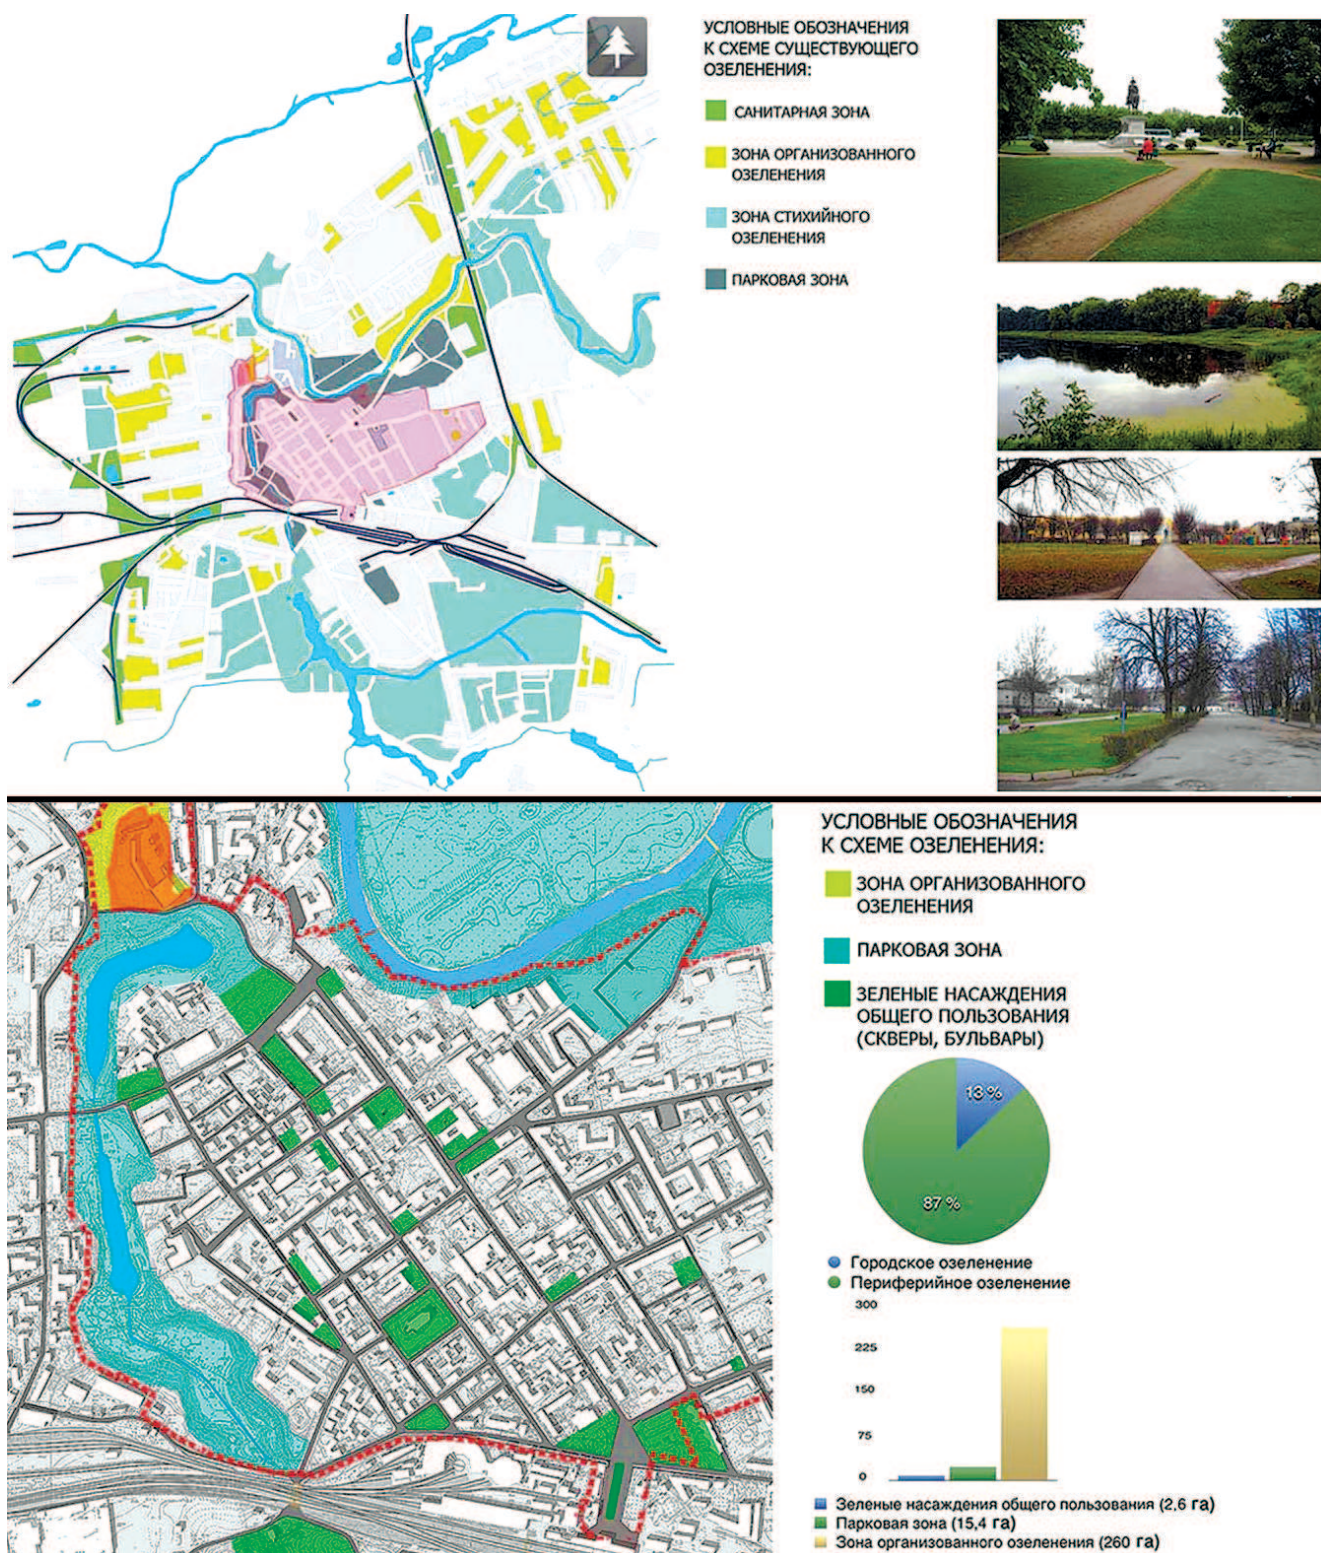 УСЛОВНЫЕ ОБОЗНАЧЕНИЯ
К СХЕМЕ СУЩЕСТВУЮЩЕГО
ОЗЕЛЕНЕНИЯ:
САНИТАРНАЯ ЗОНА
ЗОНА ОРГАНИЗОВАННОГО
ОЗЕЛЕНЕНИЯ
ЗОНА СТИХИЙНОГО
ОЗЕЛЕНЕНИЯ
ПАРКОВАЯ ЗОНА
УСЛОВНЫЕ ОБОЗНАЧЕНИЯ
К СХЕМЕ ОЗЕЛЕНЕНИЯ:
ЗОНА ОРГАНИЗОВАННОГО
ОЗЕЛЕНЕНИЯ
ПАРКОВАЯ ЗОНА
ЗЕЛЕНЫЕ НАСАЖДЕНИЯ
ОБЩЕГО ПОЛЬЗОВАНИЯ
(СКВЕРЫ, БУЛЬВАРЫ)
13 %
87 %
Городское озеленение
Периферийное озеленение
300
225
150
75
0
Зеленые насаждения общего пользования (2,6 га)
Парковая зона (15,4 га)
Зона организованного озеленения (260 га)